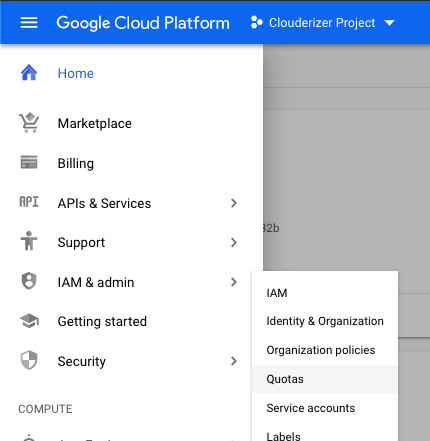 Google Cloud Platform
Clouderizer Project
Home
Marketplace
Billing
API
APIs & Services
Support
32b
IAM & admin
IAM
Getting started
Identity & Organization
Organization policies
Security
Quotas
Service accounts
COMPUTE
Labels